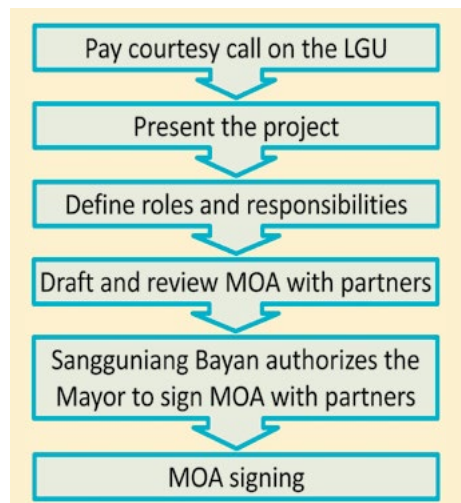 Pay courtesy call on the LGU
Present the project
Define roles and responsibilities
Draft and review MOA with partners
Sangguniang Bayan authorizes the
Mayor to sign MOA with partners
MOA signing